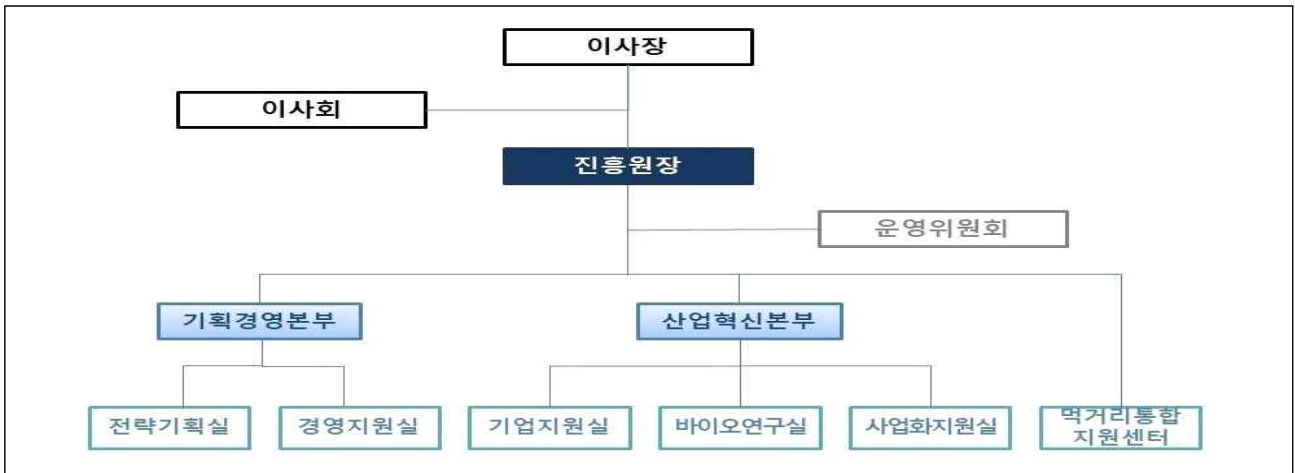 이사장
이사회
진흥원장
운영위원회
기획경영본부
산업혁신본부
전략기획실
경영지원실
기업지원실
바이오연구실
사업화지원실
먹거리통합
지원센터